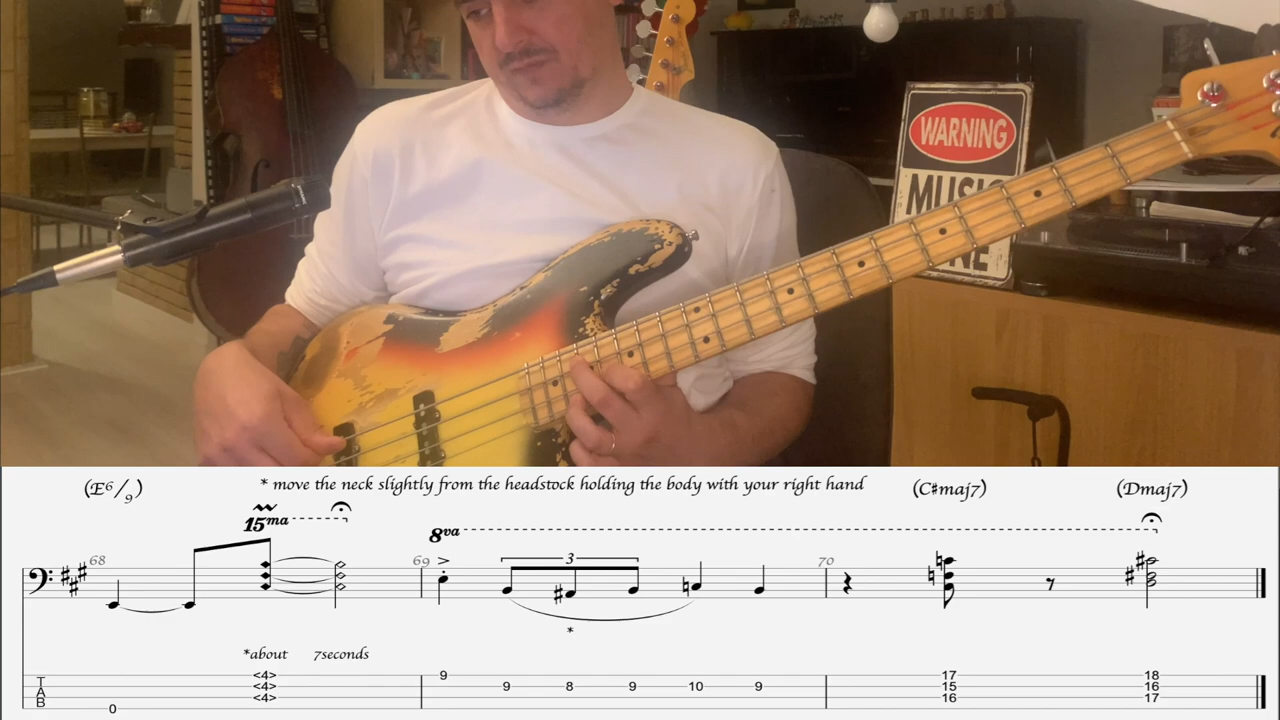 WARNING
MUSIC
(E6/9)
* move the neck slightly from the headstock holding the body with your right hand
(C#maj7)
(Dmaj7)
15ma
8va
68
69
3
70
*
*about 7seconds
T
A
B
0
<4>
<4>
<4>
9
9 8 9 10 9
17
15
16
18
16
17